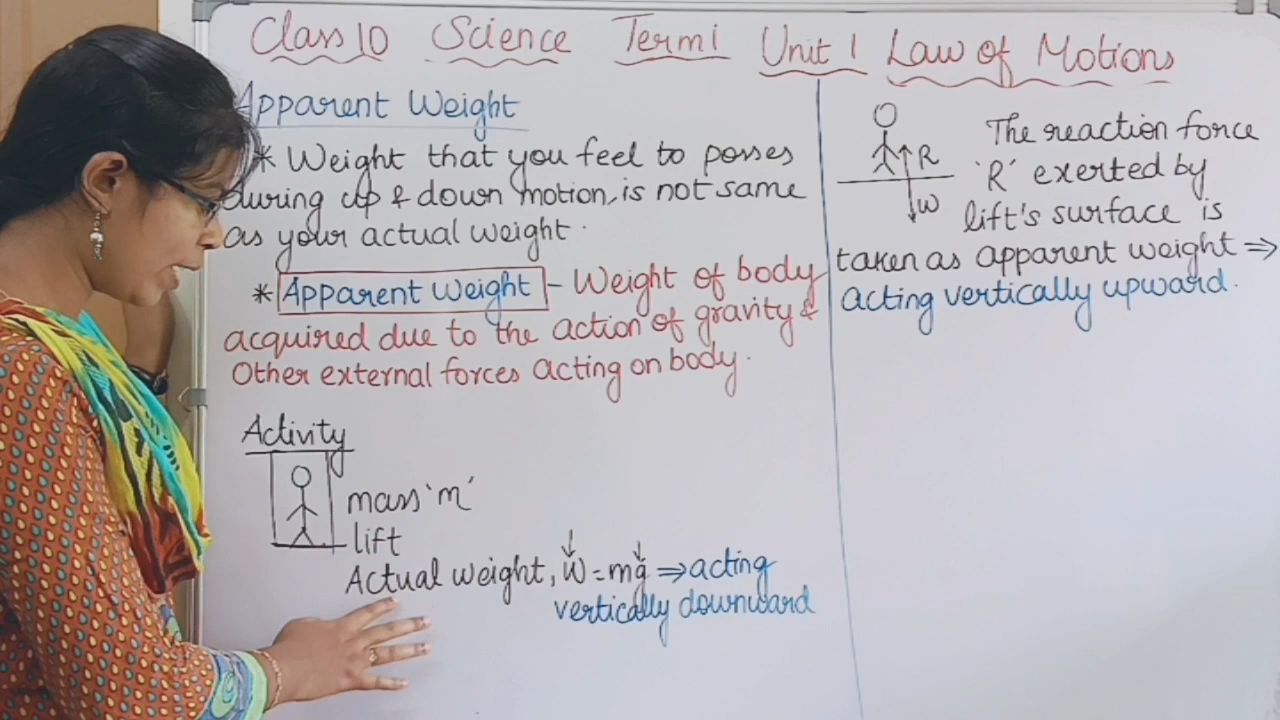 Class 10 Science Term 1 Unit 1 Law of Motions
Apparent Weight
* Weight that you feel to posses
during up & down motion, is not same
as your actual weight.
* Apparent Weight - Weight of body
acquired due to the action of gravity &
Other external forces acting on body.
Activity
mass 'm'
lift
Actual weight, W = mg ⇒ acting
vertically downward
R
W
The reaction force
'R' exerted by
lift's surface is
taken as apparent weight ⇒
acting vertically upward.